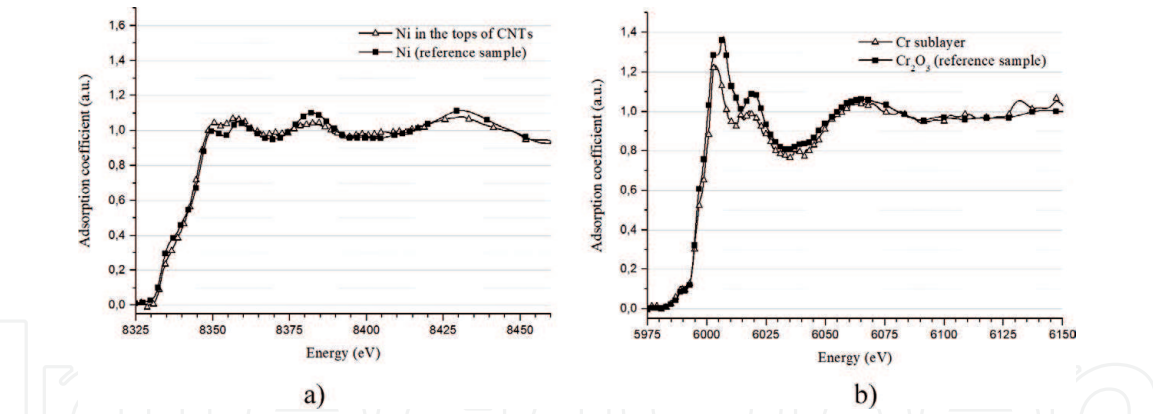 1,6
1,4
1,2
1,0
0,8
0,6
0,4
0,2
0,0
Adsorption coefficient (a.u.)
Ni in the tops of CNTs
Ni (reference sample)
8325 8350 8375 8400 8425 8450
Energy (eV)
a)
1,4
1,2
1,0
0,8
0,6
0,4
0,2
0,0
Adsorption coefficient (a.u.)
Cr sublayer
Cr2O3 (reference sample)
5975 6000 6025 6050 6075 6100 6125 6150
Energy (eV)
b)